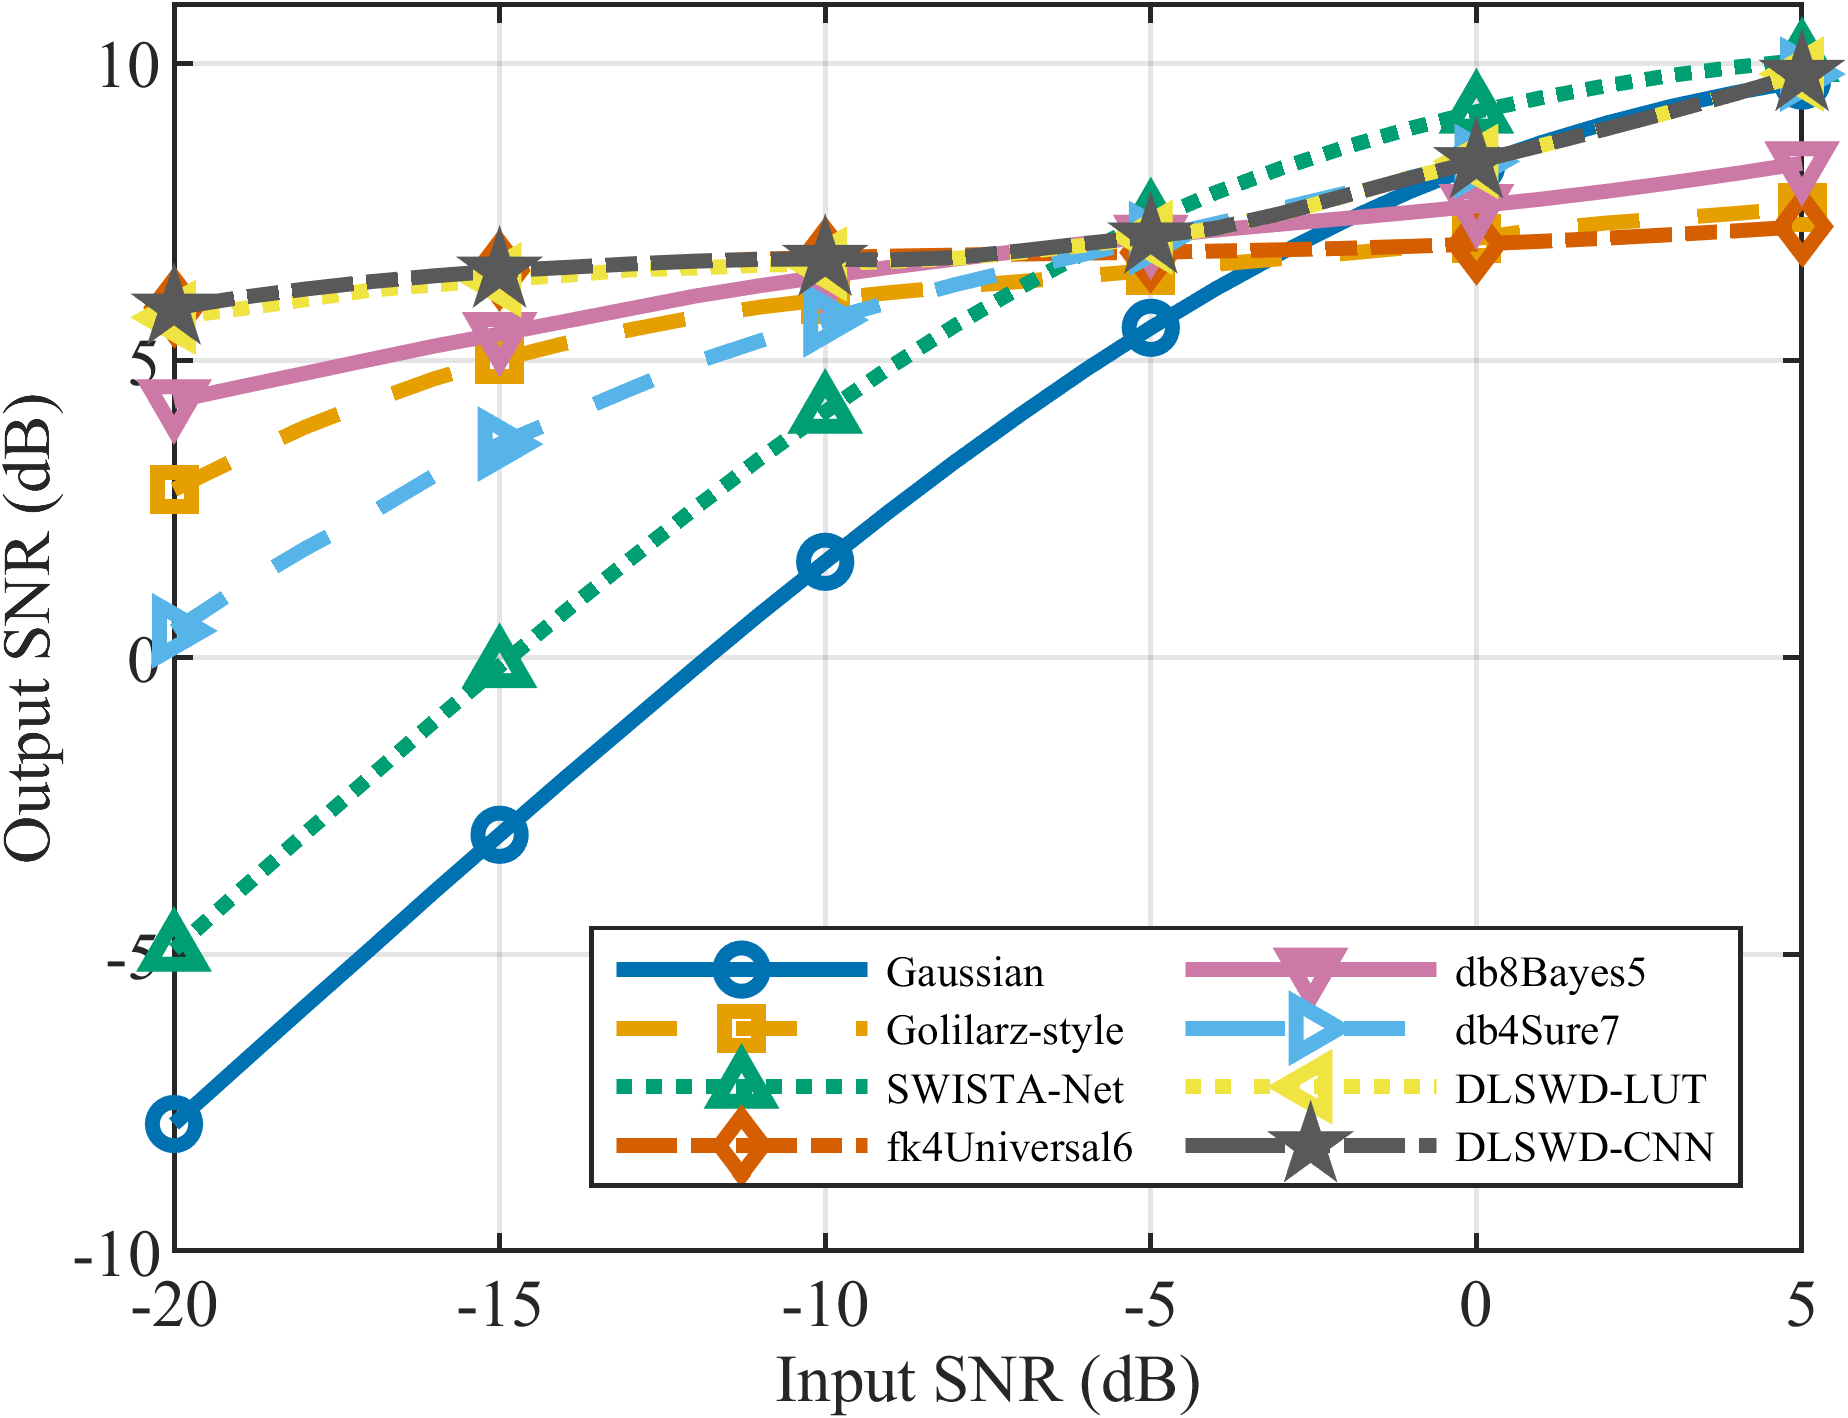 10
5
0
-5
-10
-20
-15
-10
-5
0
5
Output SNR (dB)
Input SNR (dB)
Gaussian
Golilarz-style
SWISTA-Net
fk4Universal6
db8Bayes5
db4Sure7
DLSWD-LUT
DLSWD-CNN